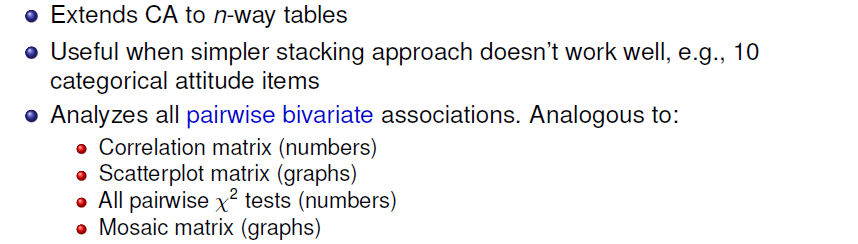 Extends CA to n-way tables
Useful when simpler stacking approach doesn't work well, e.g., 10
categorical attitude items
Analyzes all pairwise bivariate associations. Analogous to:
Correlation matrix (numbers)
Scatterplot matrix (graphs)
All pairwise χ² tests (numbers)
Mosaic matrix (graphs)